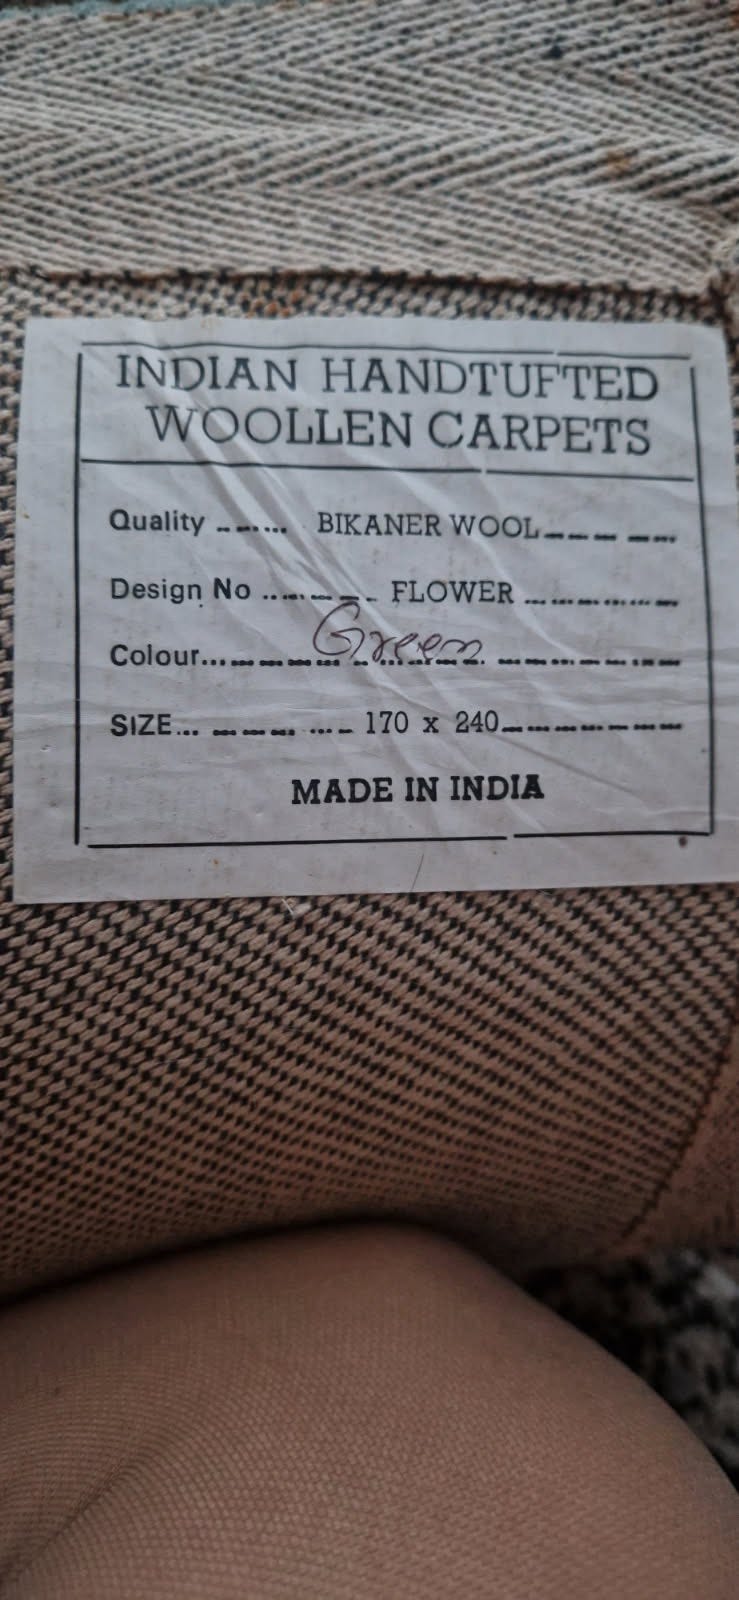 INDIAN HANDTUFTED
WOOLLEN CARPETS
Quality ....... BIKANER WOOL..........
Design No .......... FLOWER ..............
Colour........ Green ..............
SIZE... .......... 170 x 240..............
MADE IN INDIA